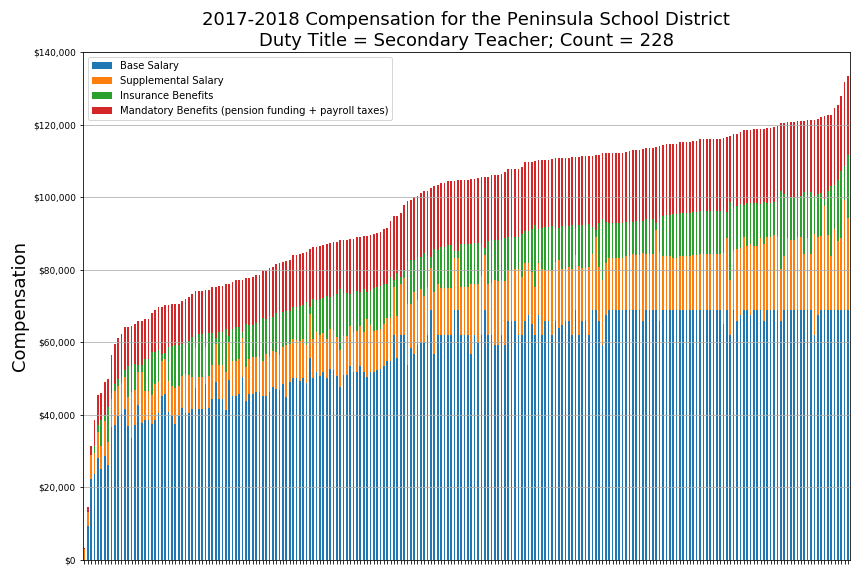 2017-2018 Compensation for the Peninsula School District
Duty Title = Secondary Teacher; Count = 228
$140,000
Base Salary
Supplemental Salary
Insurance Benefits
Mandatory Benefits (pension funding + payroll taxes)
$120,000
$100,000
$80,000
$60,000
$40,000
$20,000
$0
Compensation